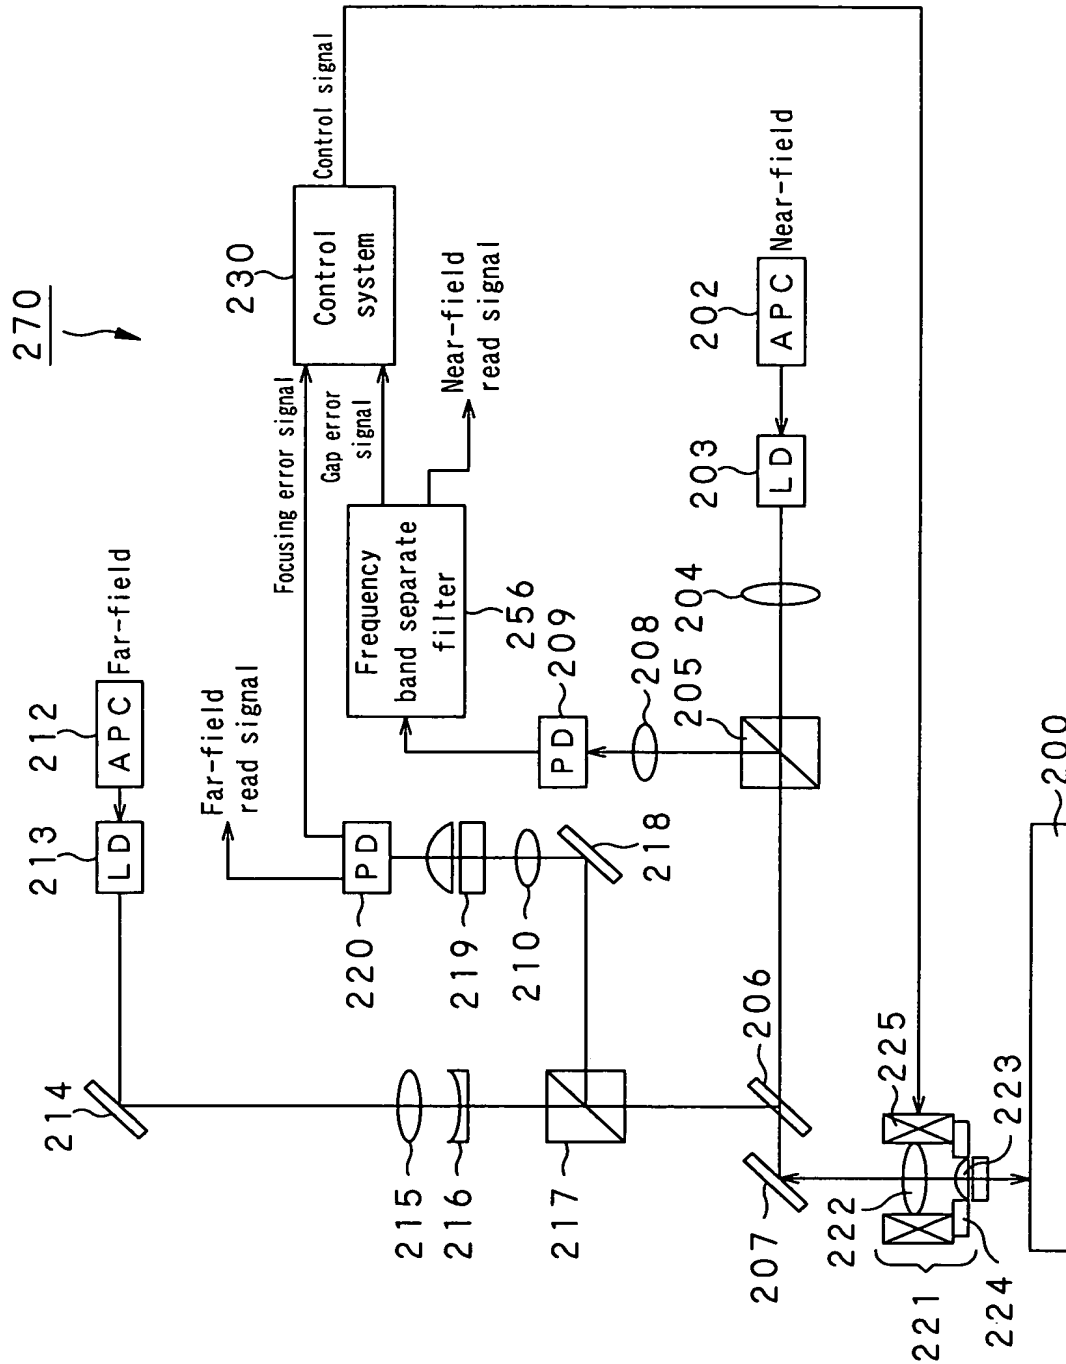 270
Control signal
230
Control
system
Focusing error signal
Gap error
signal
Near-field
read signal
Frequency
band separate
filter
256
Far-field
read signal
212
APC
Far-field
213
LD
202
APC
Near-field
203
LD
204
205
208
209
PD
220
PD
219
210
218
214
215
216
217
206
207
225
223
222
221
224
200